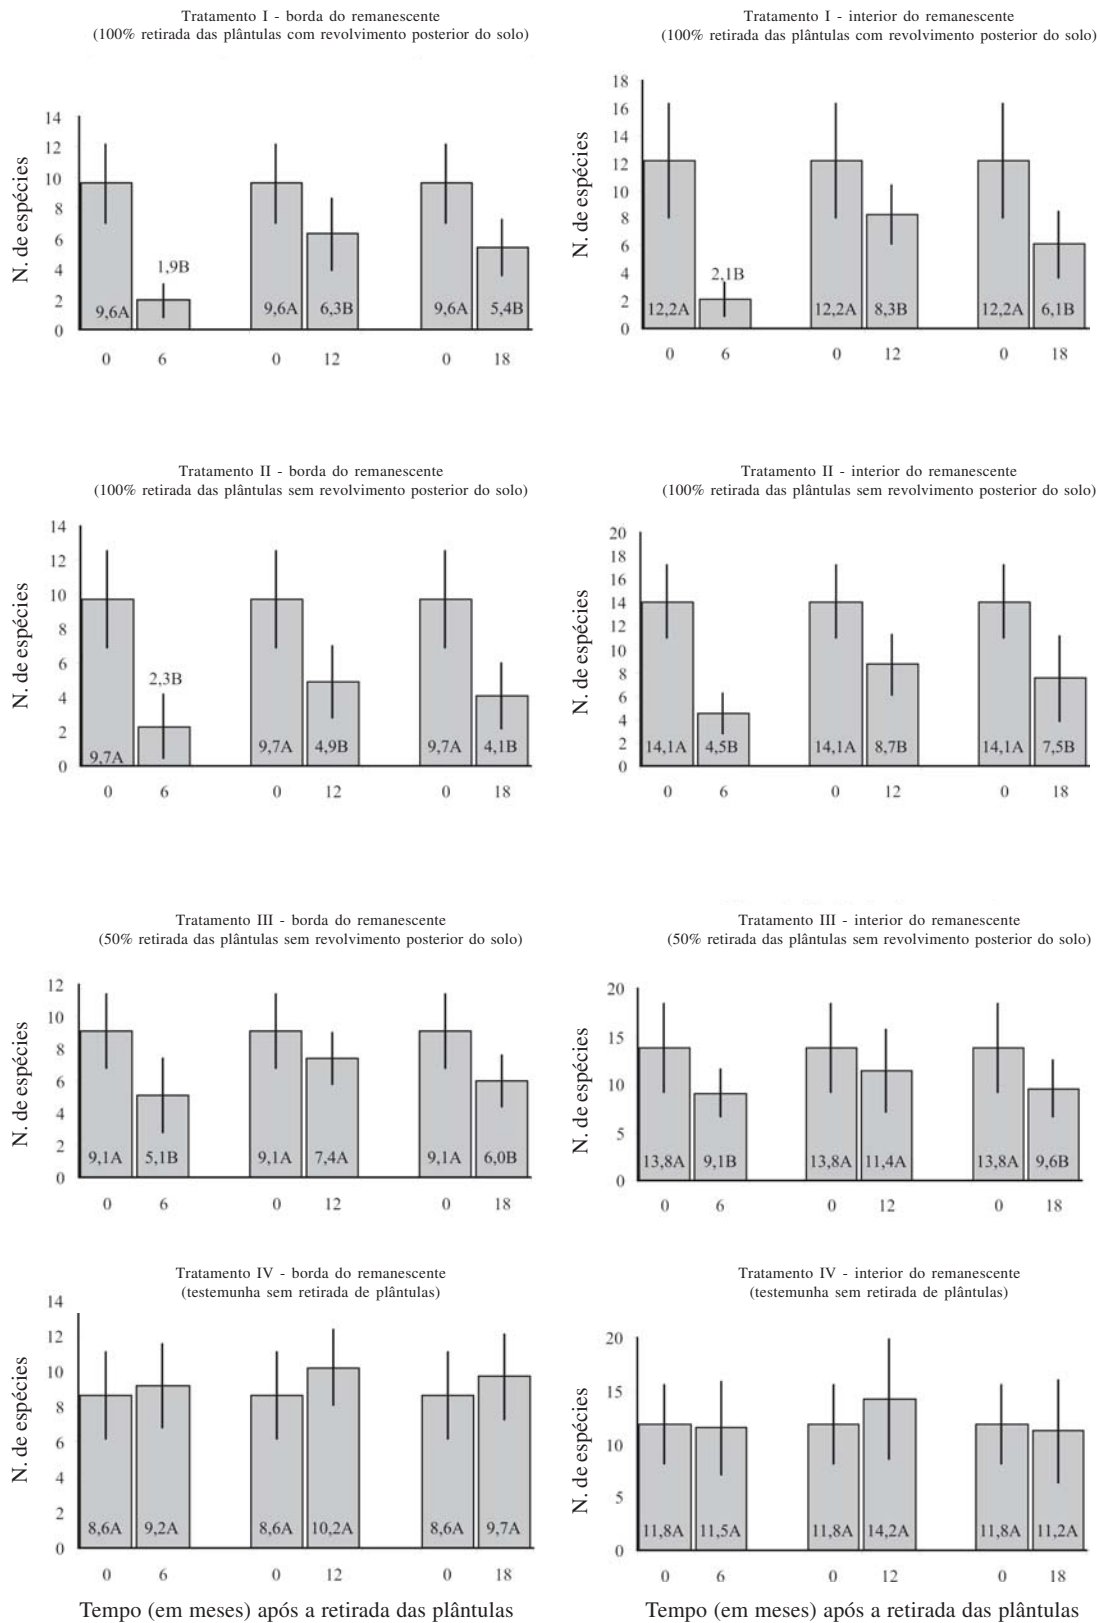 Tratamento I - borda do remanescente
(100% retirada das plântulas com revolvimento posterior do solo)
N. de espécies
14
12
10
8
6
4
2
0
9,6A
1,9B
9,6A
6,3B
9,6A
5,4B
0 6 0 12 0 18
Tratamento I - interior do remanescente
(100% retirada das plântulas com revolvimento posterior do solo)
N. de espécies
18
16
14
12
10
8
6
4
2
0
12,2A
2,1B
12,2A
8,3B
12,2A
6,1B
0 6 0 12 0 18
Tratamento II - borda do remanescente
(100% retirada das plântulas sem revolvimento posterior do solo)
N. de espécies
14
12
10
8
6
4
2
0
9,7A
2,3B
9,7A
4,9B
9,7A
4,1B
0 6 0 12 0 18
Tratamento II - interior do remanescente
(100% retirada das plântulas sem revolvimento posterior do solo)
N. de espécies
20
18
16
14
12
10
8
6
4
2
0
14,1A
4,5B
14,1A
8,7B
14,1A
7,5B
0 6 0 12 0 18
Tratamento III - borda do remanescente
(50% retirada das plântulas sem revolvimento posterior do solo)
N. de espécies
12
10
8
6
4
2
0
9,1A
5,1B
9,1A
7,4A
9,1A
6,0B
0 6 0 12 0 18
Tratamento III - interior do remanescente
(50% retirada das plântulas sem revolvimento posterior do solo)
N. de espécies
20
15
10
5
0
13,8A
9,1B
13,8A
11,4A
13,8A
9,6B
0 6 0 12 0 18
Tratamento IV - borda do remanescente
(testemunha sem retirada de plântulas)
N. de espécies
14
12
10
8
6
4
2
0
8,6A
9,2A
8,6A
10,2A
8,6A
9,7A
0 6 0 12 0 18
Tempo (em meses) após a retirada das plântulas
Tratamento IV - interior do remanescente
(testemunha sem retirada de plântulas)
N. de espécies
20
15
10
5
0
11,8A
11,5A
11,8A
14,2A
11,8A
11,2A
0 6 0 12 0 18
Tempo (em meses) após a retirada das plântulas